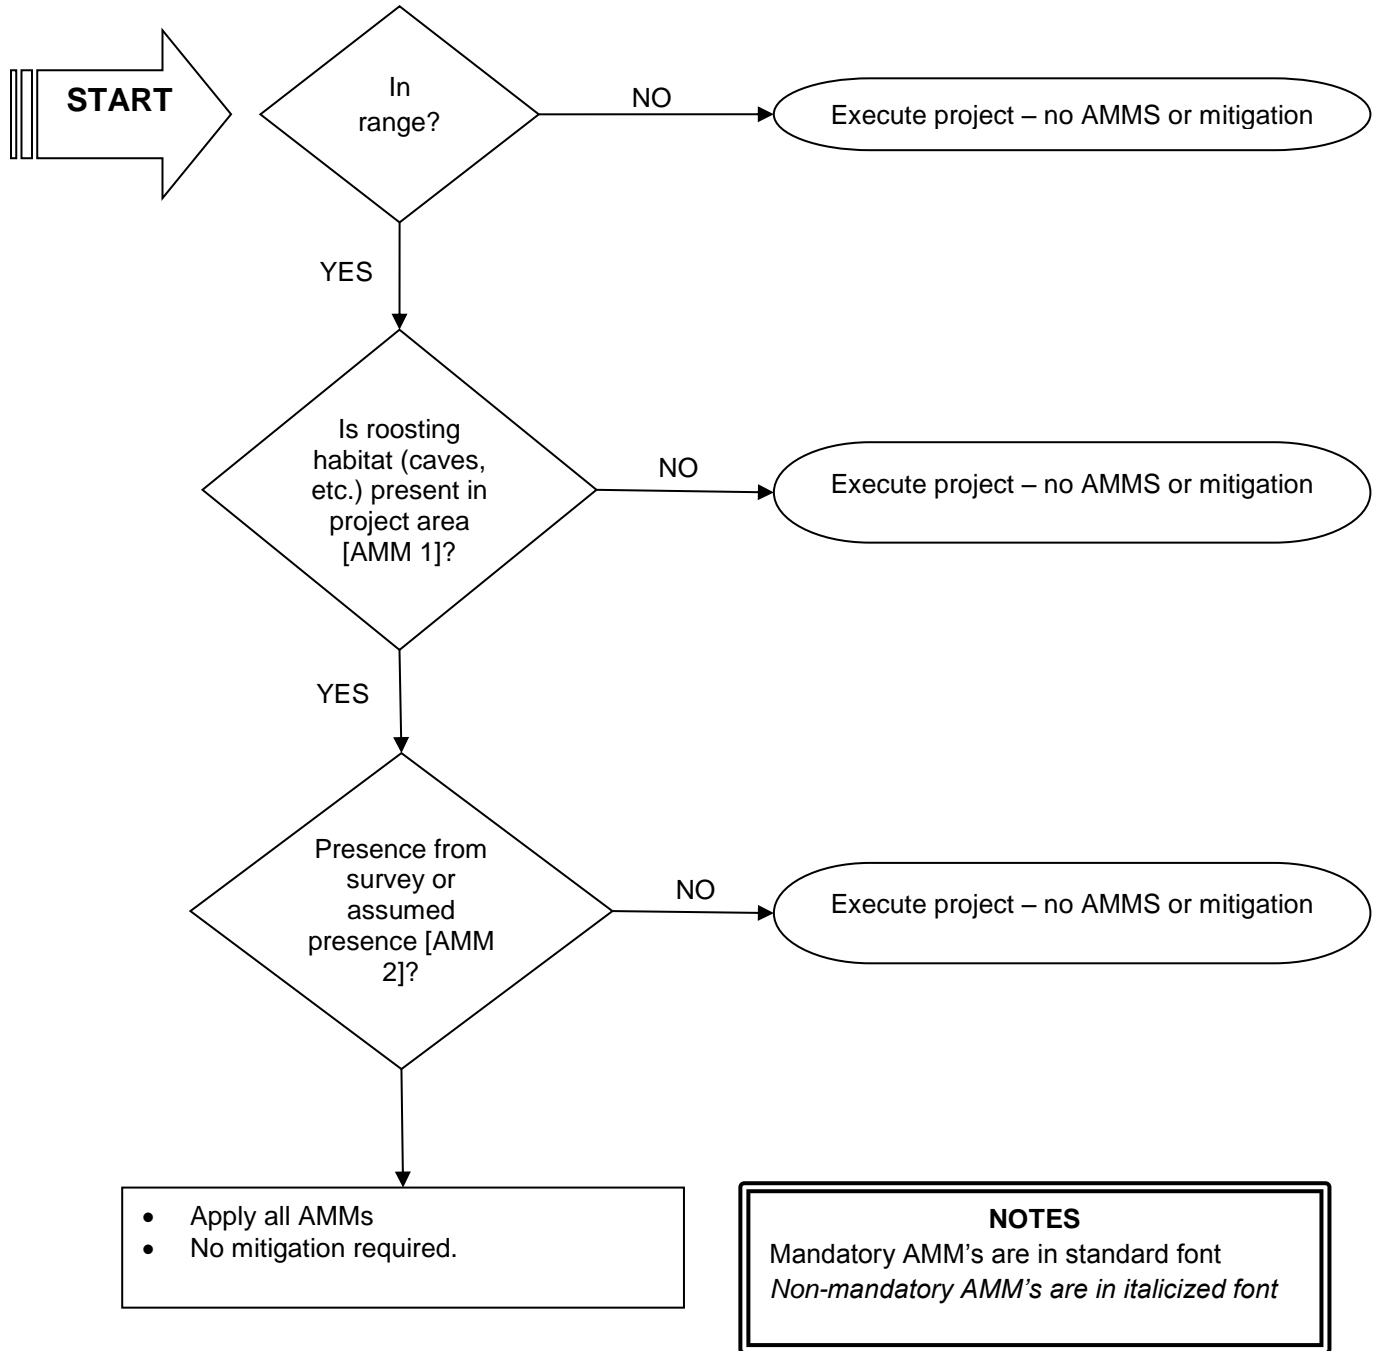 START
In
range?
NO
Execute project – no AMMS or mitigation
YES
Is roosting
habitat (caves,
etc.) present in
project area
[AMM 1]?
NO
Execute project – no AMMS or mitigation
YES
Presence from
survey or
assumed
presence [AMM
2]?
NO
Execute project – no AMMS or mitigation
• Apply all AMMs
• No mitigation required.
NOTES
Mandatory AMM’s are in standard font
Non-mandatory AMM’s are in italicized font